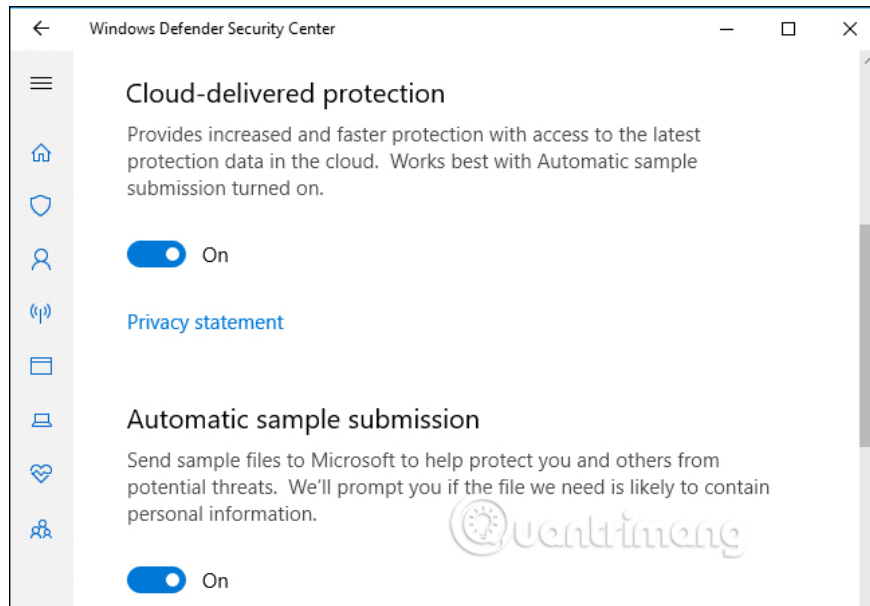 Windows Defender Security Center
Cloud-delivered protection
Provides increased and faster protection with access to the latest
protection data in the cloud.  Works best with Automatic sample
submission turned on.
On
Privacy statement
Automatic sample submission
Send sample files to Microsoft to help protect you and others from
potential threats.  We'll prompt you if the file we need is likely to contain
personal information.
Quantrimang
On